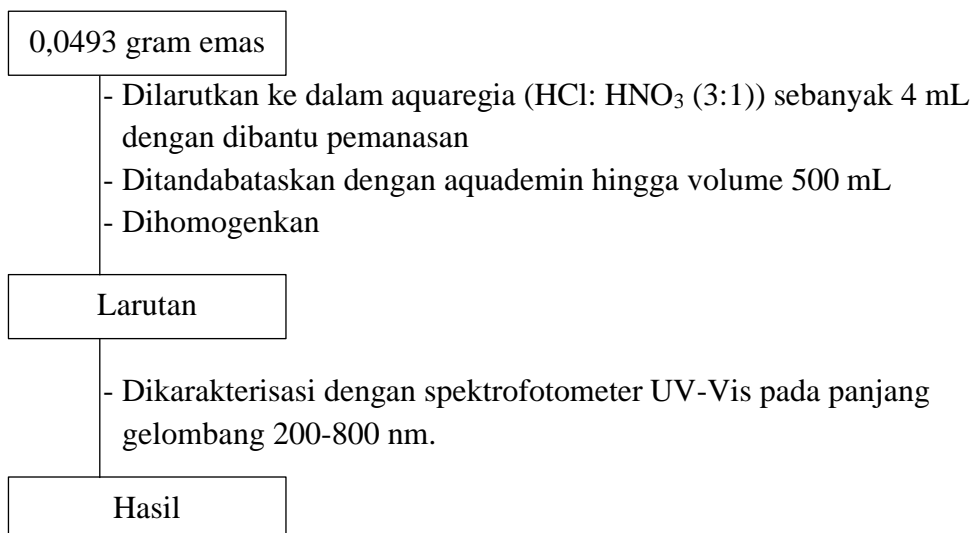 0,0493 gram emas
- Dilarutkan ke dalam aquaregia (HCl: HNO₃ (3:1)) sebanyak 4 mL
dengan dibantu pemanasan
- Ditandabataskan dengan aquademin hingga volume 500 mL
- Dihomogenkan
Larutan
- Dikarakterisasi dengan spektrofotometer UV-Vis pada panjang
gelombang 200-800 nm.
Hasil